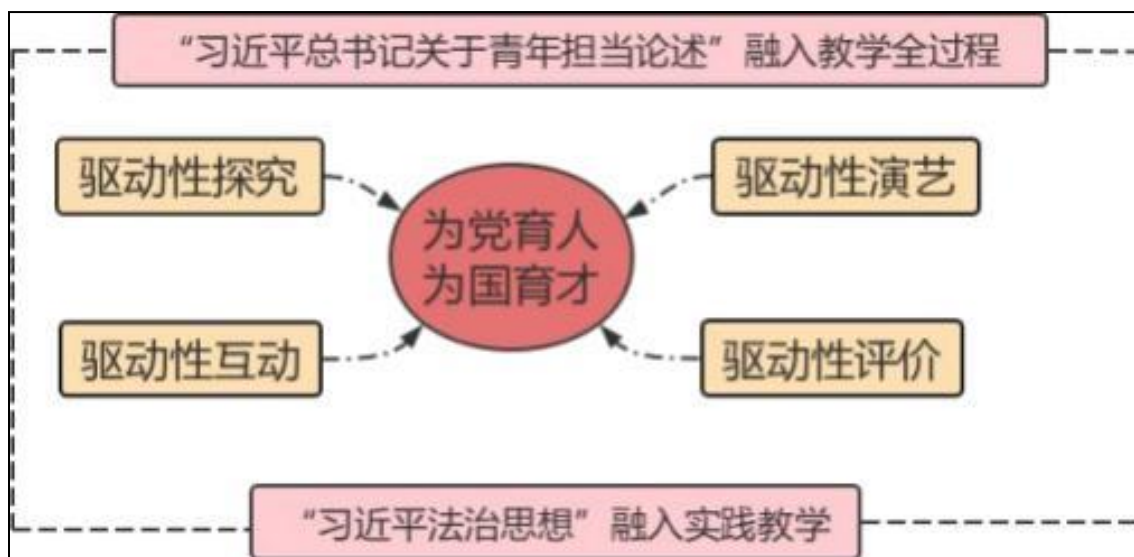 “习近平总书记关于青年担当论述”融入教学全过程
驱动性探究
驱动性演艺
为党育人
为国育才
驱动性互动
驱动性评价
“习近平法治思想”融入实践教学